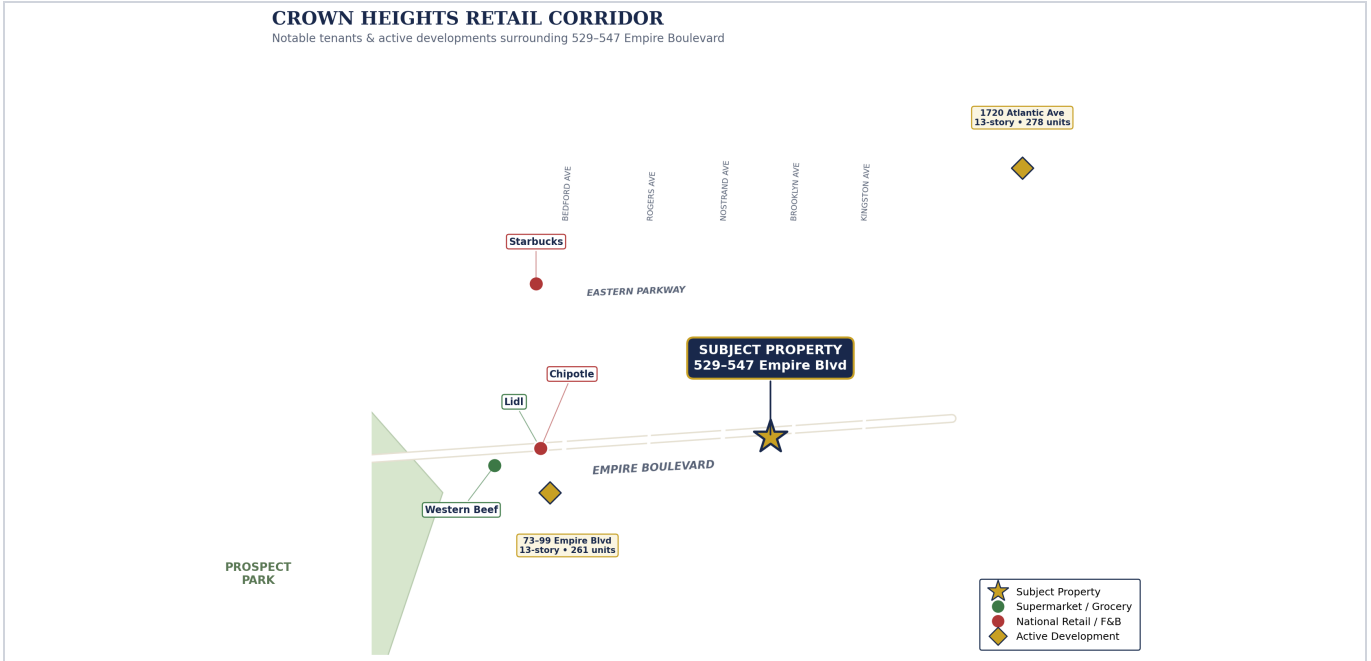 CROWN HEIGHTS RETAIL CORRIDOR
Notable tenants & active developments surrounding 529–547 Empire Boulevard
1720 Atlantic Ave
13-story • 278 units
BEDFORD AVE
ROGERS AVE
NOSTRAND AVE
BROOKLYN AVE
KINGSTON AVE
Starbucks
EASTERN PARKWAY
SUBJECT PROPERTY
529–547 Empire Blvd
Chipotle
Lidl
EMPIRE BOULEVARD
Western Beef
73–99 Empire Blvd
13-story • 261 units
PROSPECT
PARK
Subject Property
Supermarket / Grocery
National Retail / F&B
Active Development